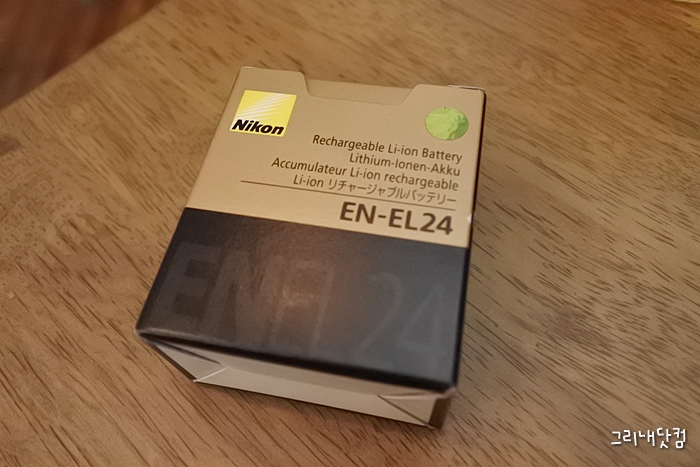 Nikon
Rechargeable Li-ion Battery
Lithium-Ionen-Akku
Accumulateur Li-ion rechargeable
Li-ion リチャージャブルバッテリー
EN-EL24
EN-EL24
그리내닷컴